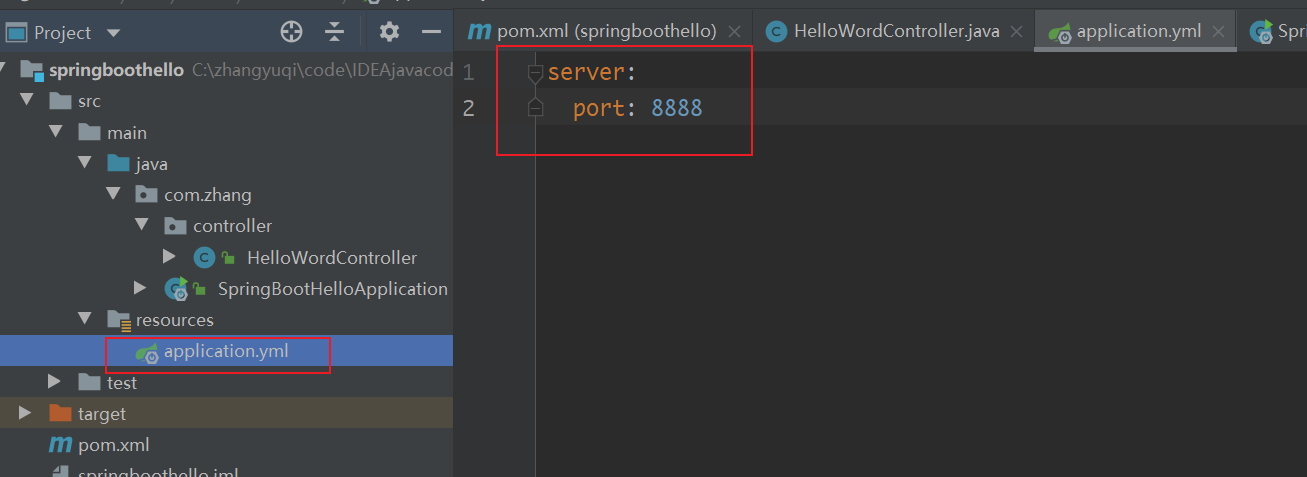 Project
springboothello C:\zhangyuqi\code\IDEAjavacod
src
main
java
com.zhang
controller
HelloWordController
SpringBootHelloApplication
resources
application.yml
test
target
pom.xml
springboothello.iml
pom.xml (springboothello) HelloWordController.java application.yml Spr
1 server:
2 port: 8888